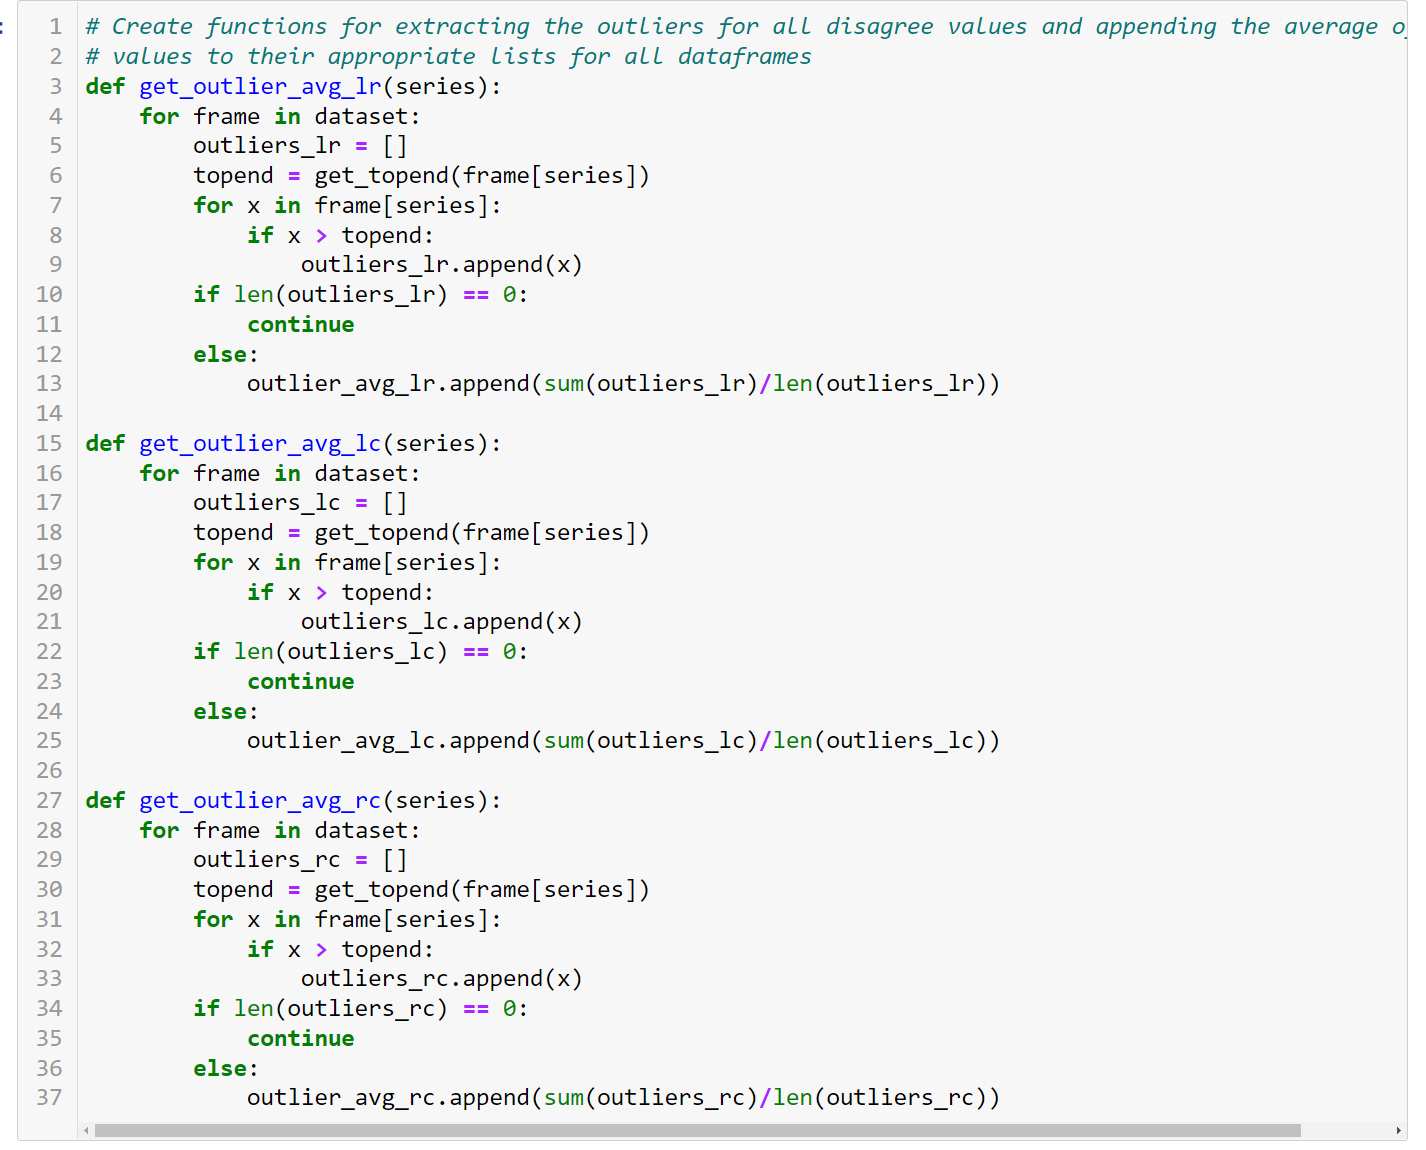 1 # Create functions for extracting the outliers for all disagree values and appending the average
2 # values to their appropriate lists for all dataframes
3 def get_outlier_avg_lr(series):
4     for frame in dataset:
5         outliers_lr = []
6         topend = get_topend(frame[series])
7         for x in frame[series]:
8             if x > topend:
9                 outliers_lr.append(x)
10         if len(outliers_lr) == 0:
11             continue
12         else:
13             outlier_avg_lr.append(sum(outliers_lr)/len(outliers_lr))
14
15 def get_outlier_avg_lc(series):
16     for frame in dataset:
17         outliers_lc = []
18         topend = get_topend(frame[series])
19         for x in frame[series]:
20             if x > topend:
21                 outliers_lc.append(x)
22         if len(outliers_lc) == 0:
23             continue
24         else:
25             outlier_avg_lc.append(sum(outliers_lc)/len(outliers_lc))
26
27 def get_outlier_avg_rc(series):
28     for frame in dataset:
29         outliers_rc = []
30         topend = get_topend(frame[series])
31         for x in frame[series]:
32             if x > topend:
33                 outliers_rc.append(x)
34         if len(outliers_rc) == 0:
35             continue
36         else:
37             outlier_avg_rc.append(sum(outliers_rc)/len(outliers_rc))